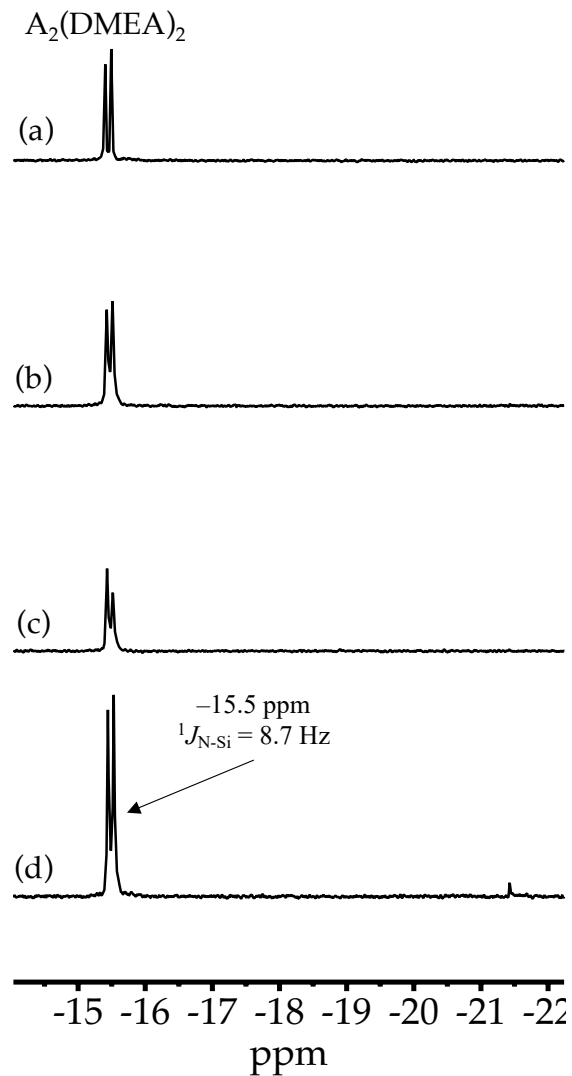 A₂(DMEA)₂
(a)
(b)
(c)
–15.5 ppm
¹J_N-Si = 8.7 Hz
(d)
-15 -16 -17 -18 -19 -20 -21 -22
ppm